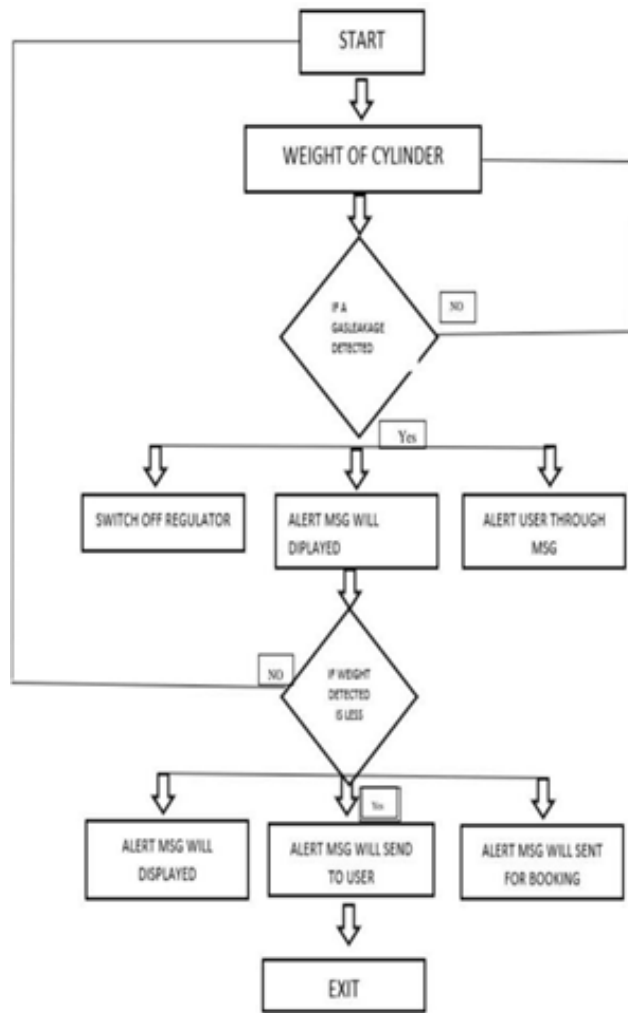 START
WEIGHT OF CYLINDER
IF A
GASLEAKAGE
DETECTED
NO
Yes
SWITCH OFF REGULATOR
ALERT MSG WILL
DIPLAYED
ALERT USER THROUGH
MSG
NO
IF WEIGHT
DETECTED
IS LESS
Yes
ALERT MSG WILL
DISPLAYED
ALERT MSG WILL SEND
TO USER
ALERT MSG WILL SENT
FOR BOOKING
EXIT